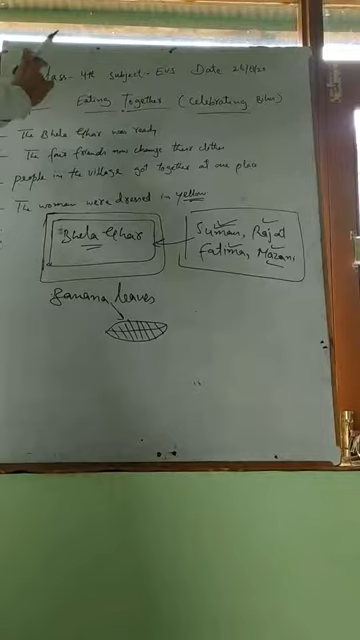 Class - 4th Subject - EVS Date 26/8/20
Eating Together (Celebrating Bihu)
The Bhela Ghar was ready
The four friends now change their clothes
people in the village got together at one place
The woman were dressed in yellow
Bhela Ghar
Suman, Rajat
Fatima, Mazani
Banana leaves